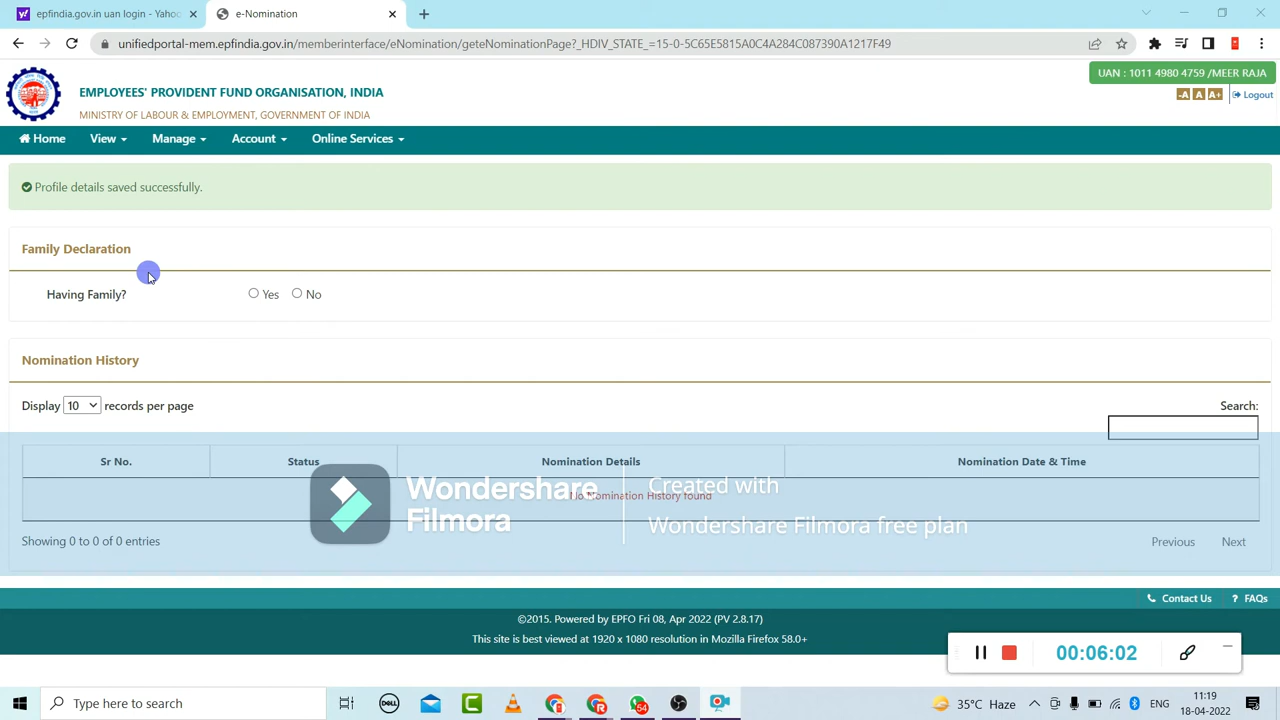 epfindia.gov.in uan login - Yahoo
e-Nomination
unifiedportal-mem.epfindia.gov.in/memberinterface/eNomination/geteNominationPage?_HDIV_STATE_=15-0-5C65E5815A0C4A284C087390A1217F49
UAN : 1011 4980 4759 /MEER RAJA
EMPLOYEES' PROVIDENT FUND ORGANISATION, INDIA
-A A A+ Logout
MINISTRY OF LABOUR & EMPLOYMENT, GOVERNMENT OF INDIA
Home View Manage Account Online Services
Profile details saved successfully.
Family Declaration
Having Family? Yes No
Nomination History
Display 10 records per page
Search:
Sr No. Status Nomination Details Nomination Date & Time
No Nomination History found
Wondershare Filmora
Created with
Wondershare Filmora free plan
Showing 0 to 0 of 0 entries
Previous Next
Contact Us ? FAQs
©2015. Powered by EPFO Fri 08, Apr 2022 (PV 2.8.17)
This site is best viewed at 1920 x 1080 resolution in Mozilla Firefox 58.0+
00:06:02
Type here to search
DELL
54
35°C Haze
ENG
11:19
18-04-2022